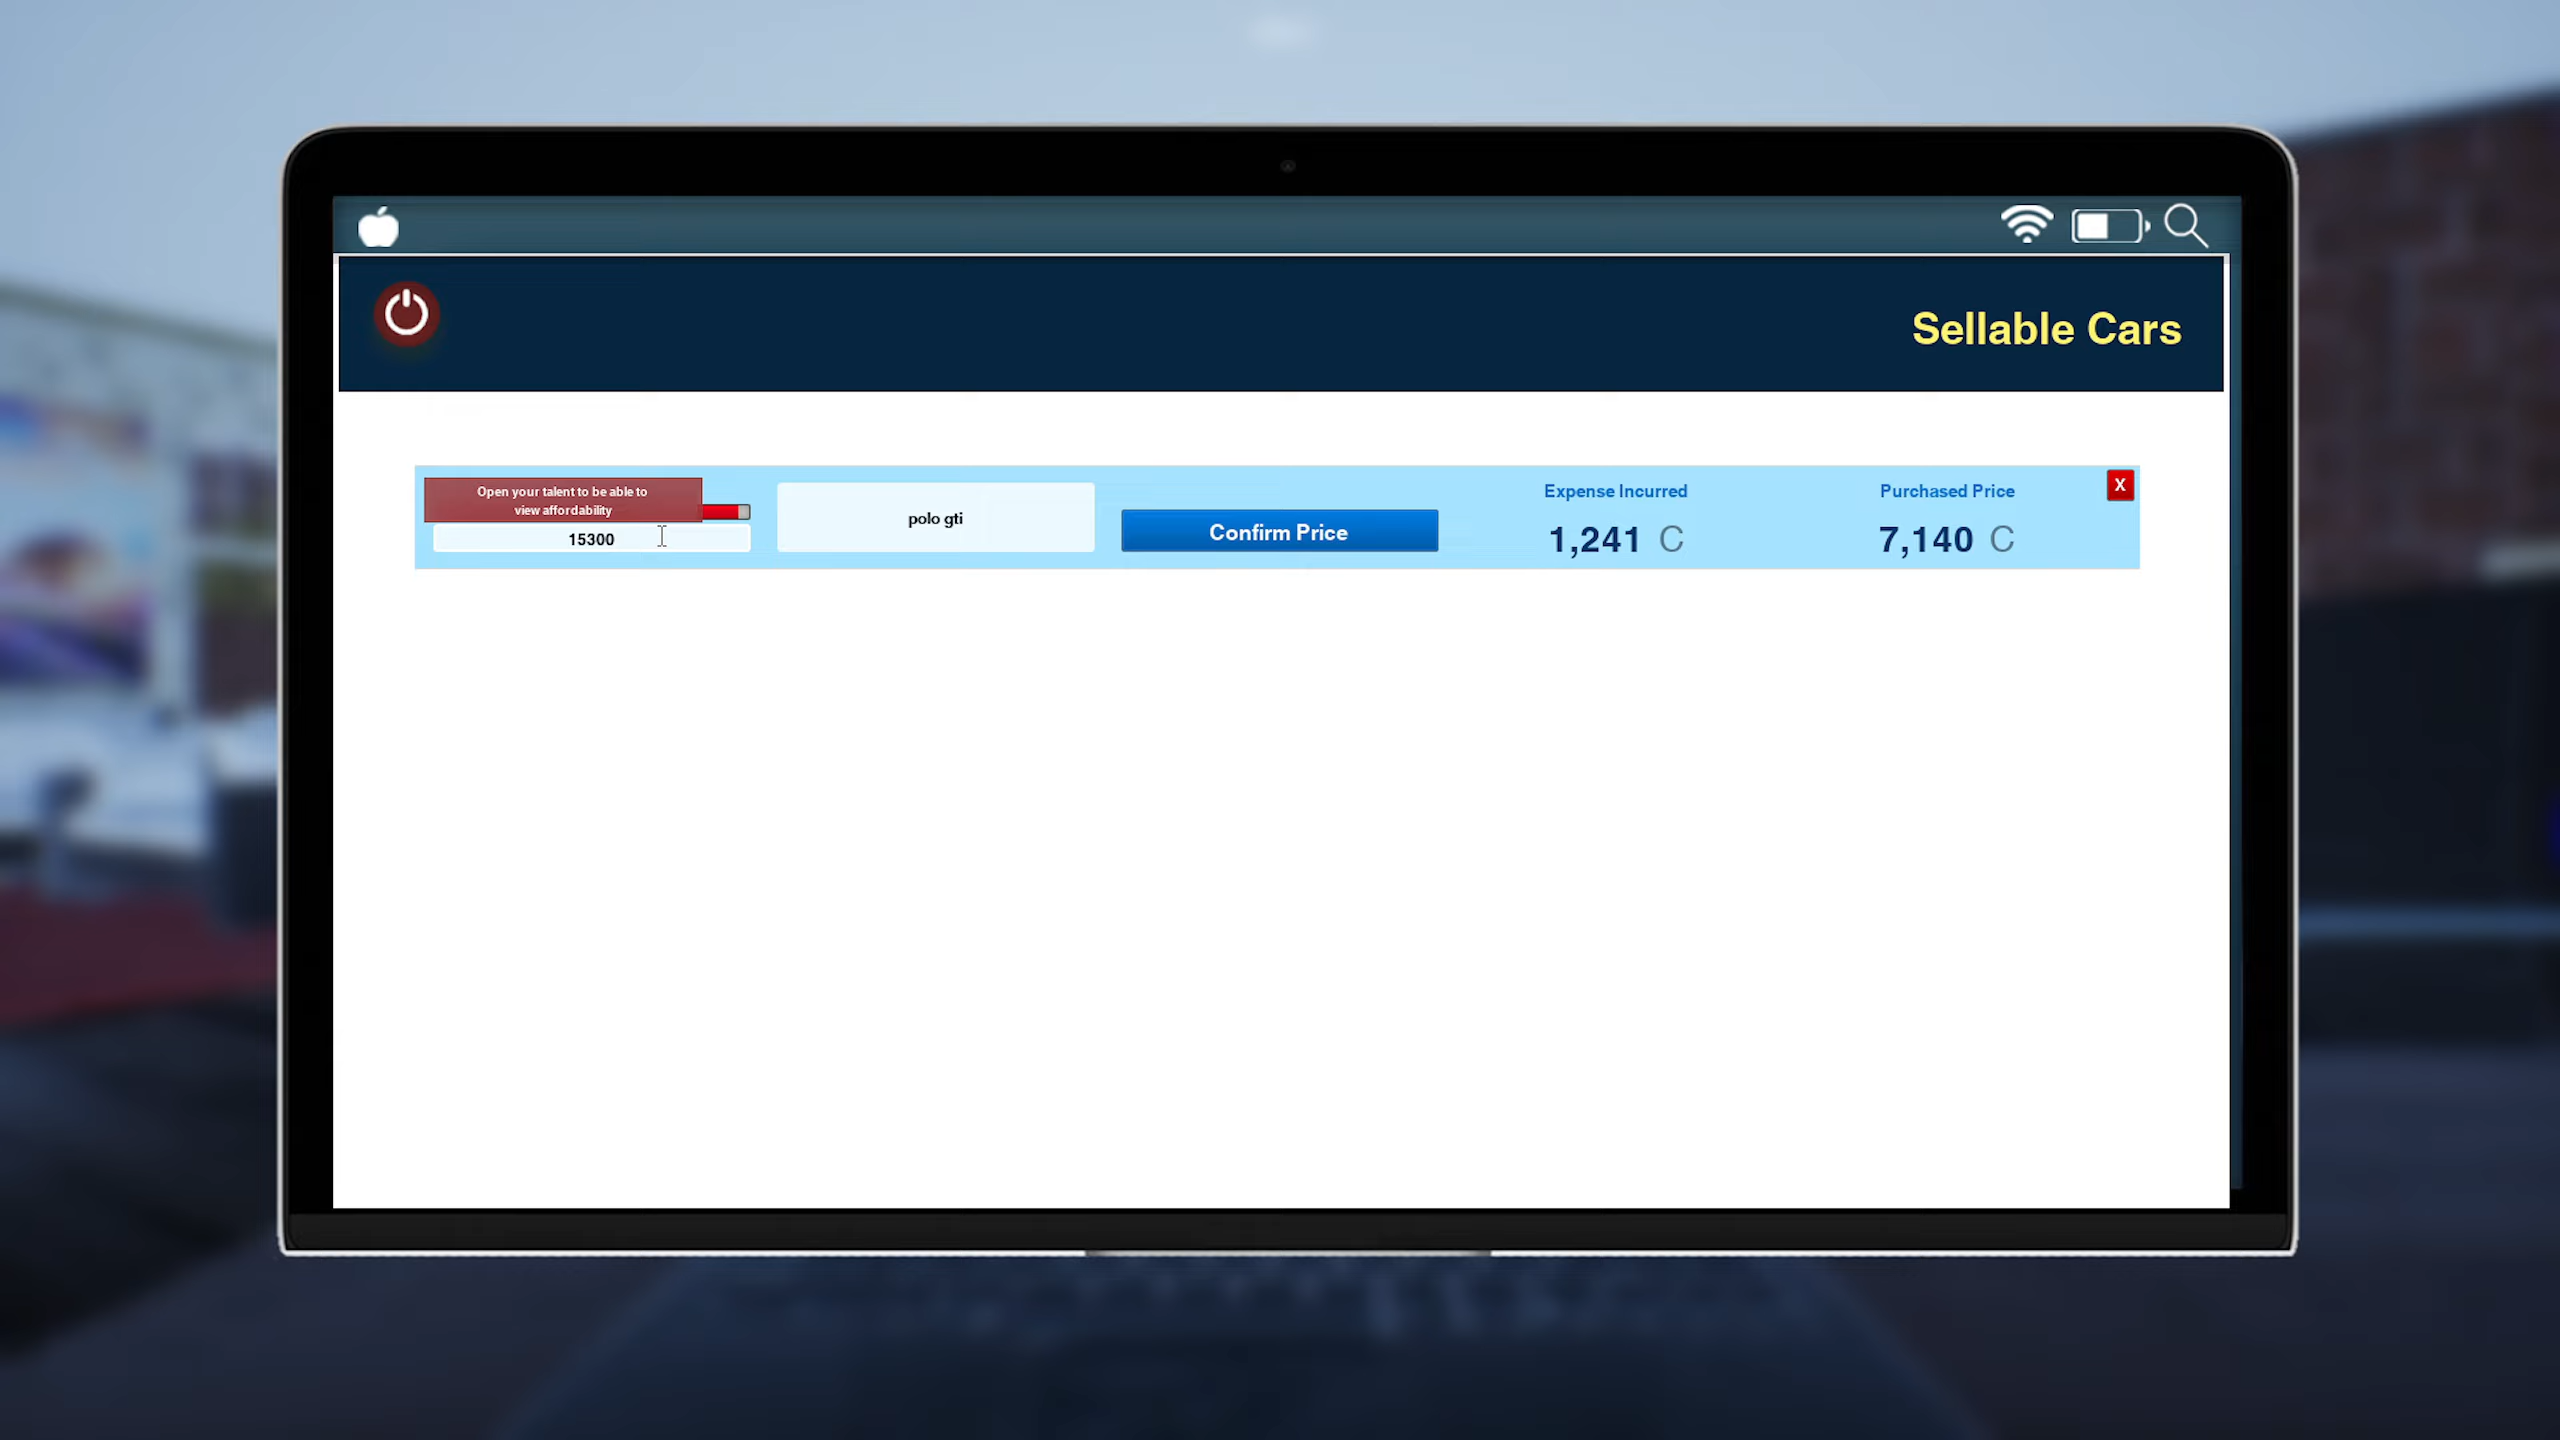 Sellable Cars
Open your talent to be able to
view affordability
15300
polo gti
Confirm Price
Expense Incurred
1,241 C
Purchased Price
7,140 C
X